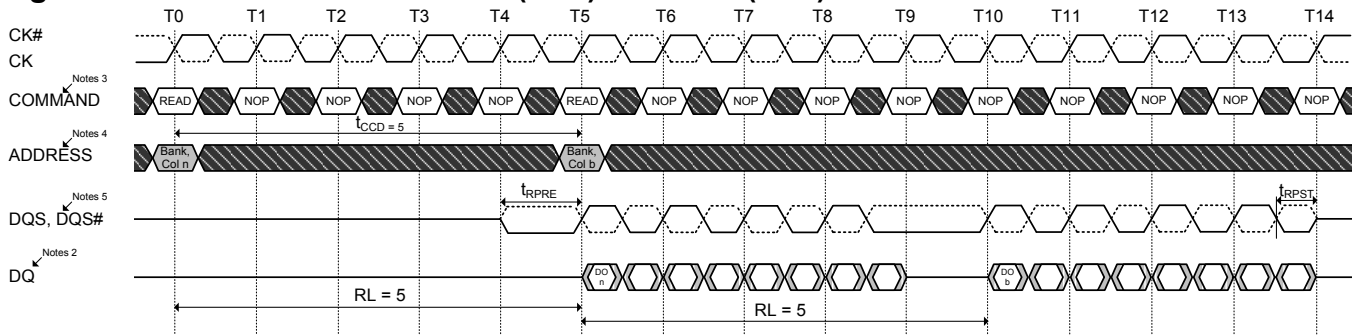 T0 T1 T2 T3 T4 T5 T6 T7 T8 T9 T10 T11 T12 T13 T14
CK#
CK
Notes 3
COMMAND READ NOP NOP NOP NOP READ NOP NOP NOP NOP NOP NOP NOP NOP NOP
tCCD = 5
Notes 4
ADDRESS Bank, Col n Bank, Col b
Notes 5
tRPRE tRPST
DQS, DQS#
Notes 2
DQ DO n DO b
RL = 5
RL = 5